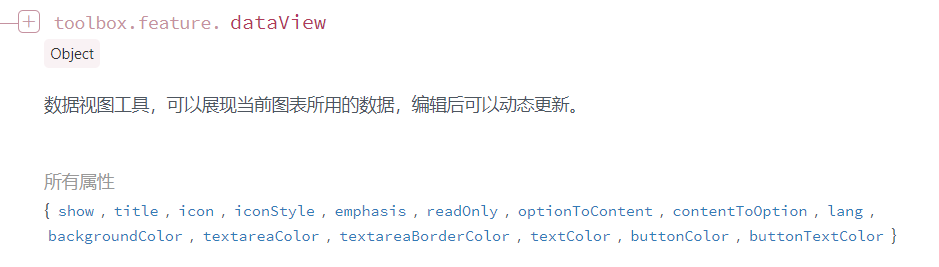 toolbox.feature. dataView
Object
数据视图工具，可以展现当前图表所用的数据，编辑后可以动态更新。
所有属性
{ show , title , icon , iconStyle , emphasis , readOnly , optionToContent , contentToOption , lang ,
backgroundColor , textareaColor , textareaBorderColor , textColor , buttonColor , buttonTextColor }